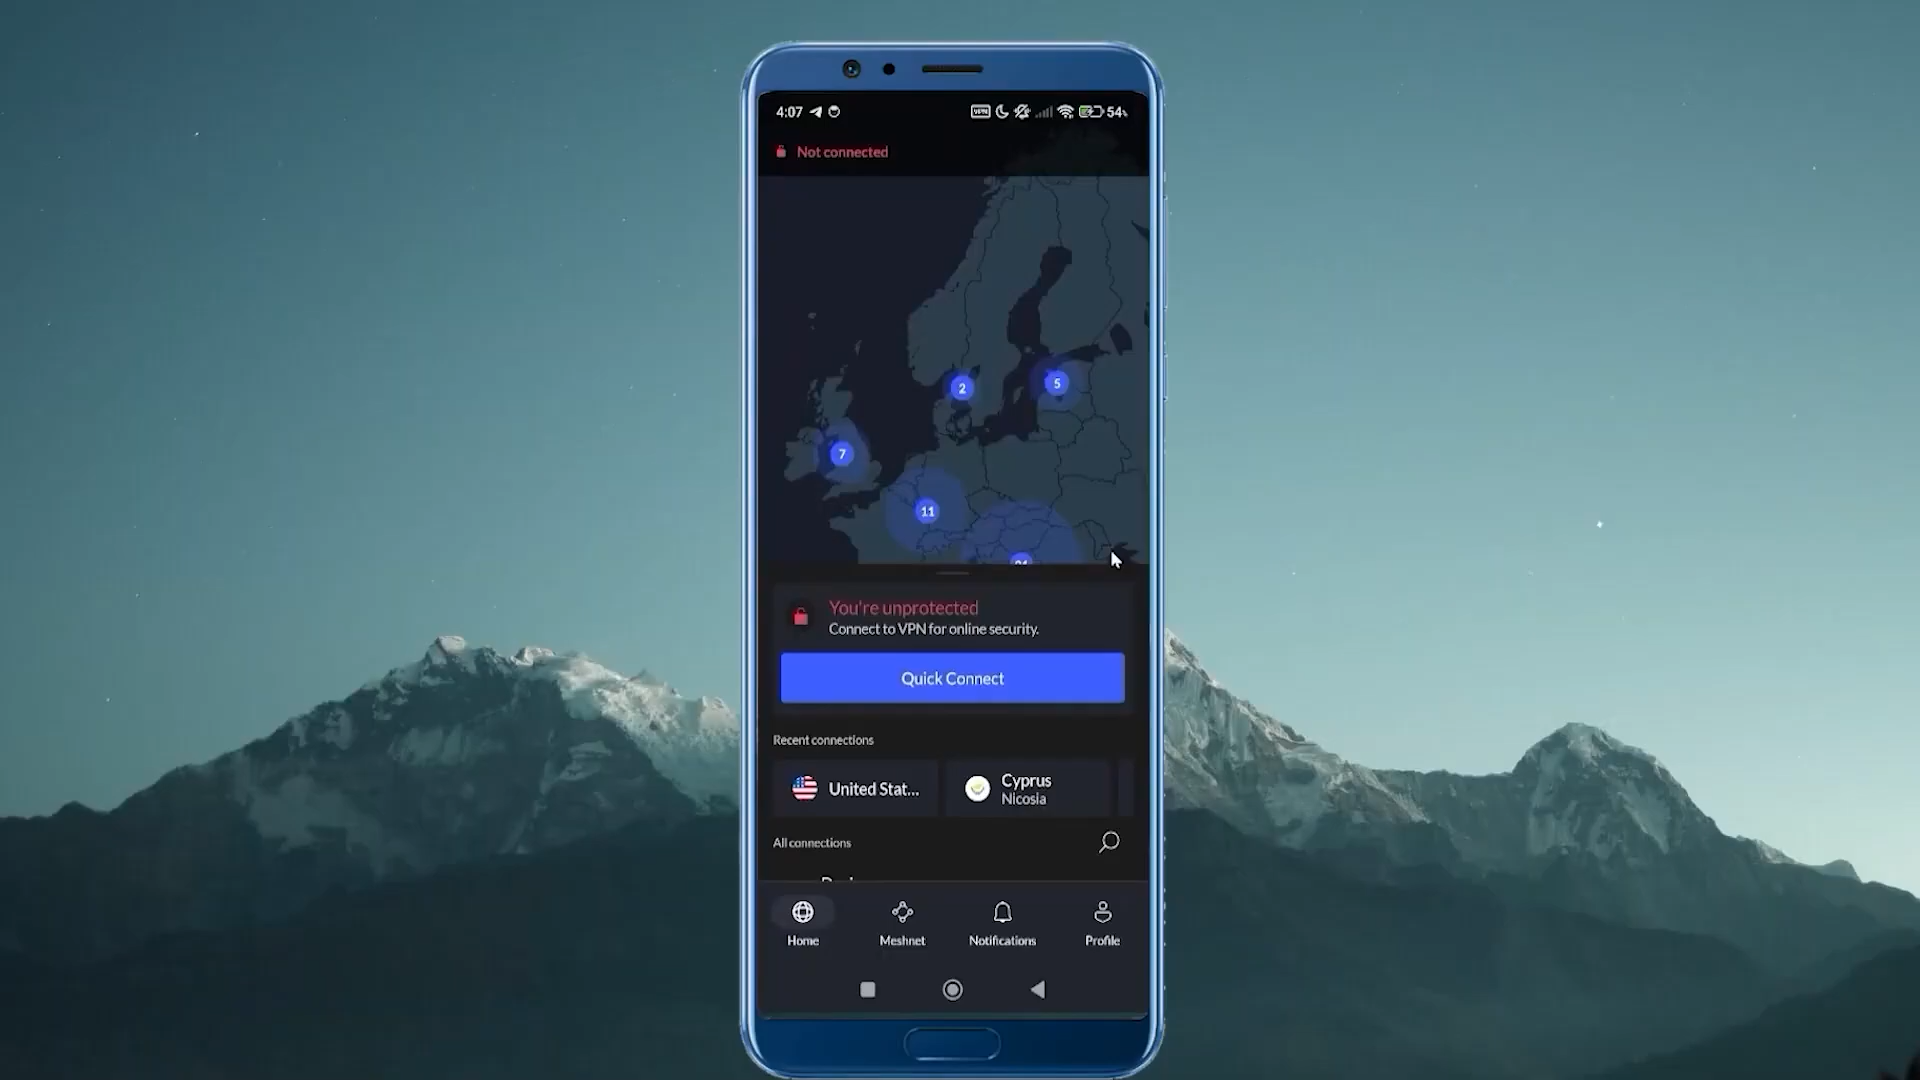 4:07
VPN
54%
Not connected
2
5
7
11
You're unprotected
Connect to VPN for online security.
Quick Connect
Recent connections
United Stat...
Cyprus
Nicosia
All connections
Home
Meshnet
Notifications
Profile